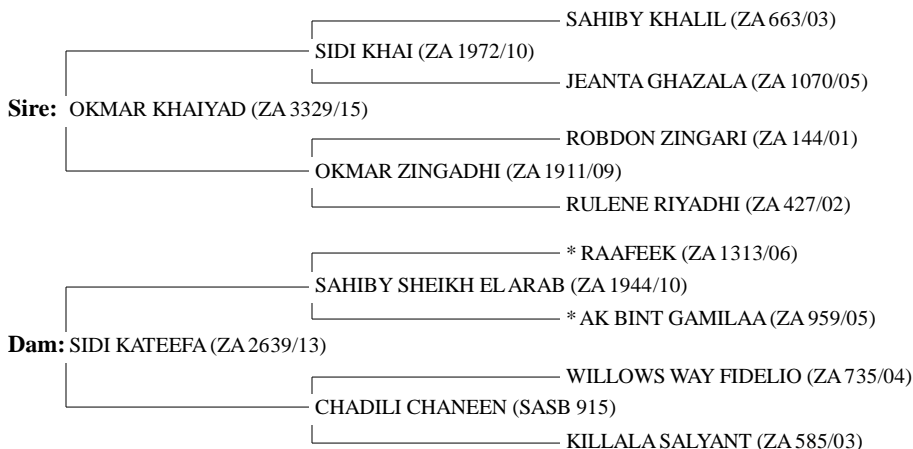 SAHIBY KHALIL (ZA 663/03)
SIDI KHAI (ZA 1972/10)
JEANTA GHAZALA (ZA 1070/05)
Sire: OKMAR KHAIYAD (ZA 3329/15)
ROBDON ZINGARI (ZA 144/01)
OKMAR ZINGADHI (ZA 1911/09)
RULENE RIYADHI (ZA 427/02)
* RAAFEEK (ZA 1313/06)
SAHIBY SHEIKH EL ARAB (ZA 1944/10)
* AK BINT GAMILAA (ZA 959/05)
Dam: SIDI KATEEFA (ZA 2639/13)
WILLOWS WAY FIDELIO (ZA 735/04)
CHADILI CHANEEN (SASB 915)
KILLALA SALYANT (ZA 585/03)